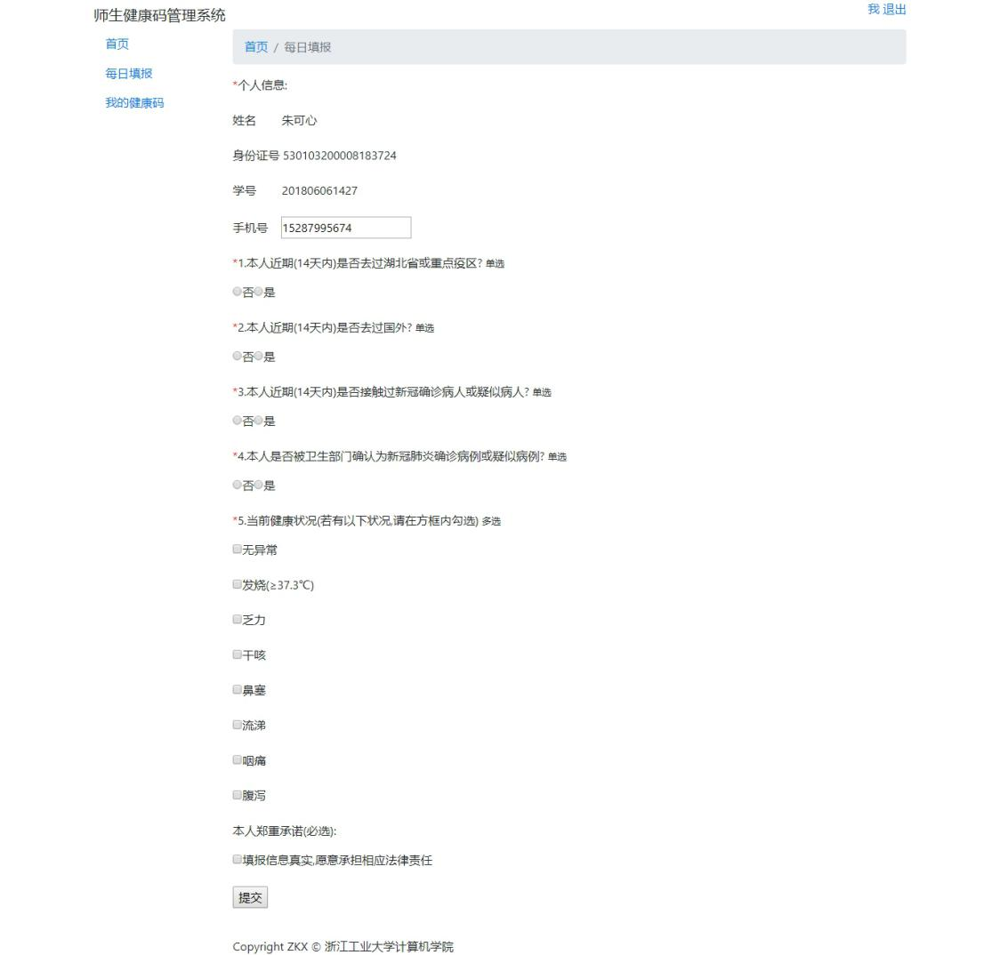 师生健康码管理系统
我 退出
首页
每日填报
我的健康码
首页 / 每日填报
*个人信息:
姓名 朱可心
身份证号 530103200008183724
学号 201806061427
手机号 15287995674
*1.本人近期(14天内)是否去过湖北省或重点疫区? 单选
否是
*2.本人近期(14天内)是否去过国外? 单选
否是
*3.本人近期(14天内)是否接触过新冠确诊病人或疑似病人? 单选
否是
*4.本人是否被卫生部门确认为新冠肺炎确诊病例或疑似病例? 单选
否是
*5.当前健康状况(若有以下状况,请在方框内勾选) 多选
无异常
发烧(≥37.3℃)
乏力
干咳
鼻塞
流涕
咽痛
腹泻
本人郑重承诺(必选):
填报信息真实,愿意承担相应法律责任
提交
Copyright ZKX © 浙江工业大学计算机学院